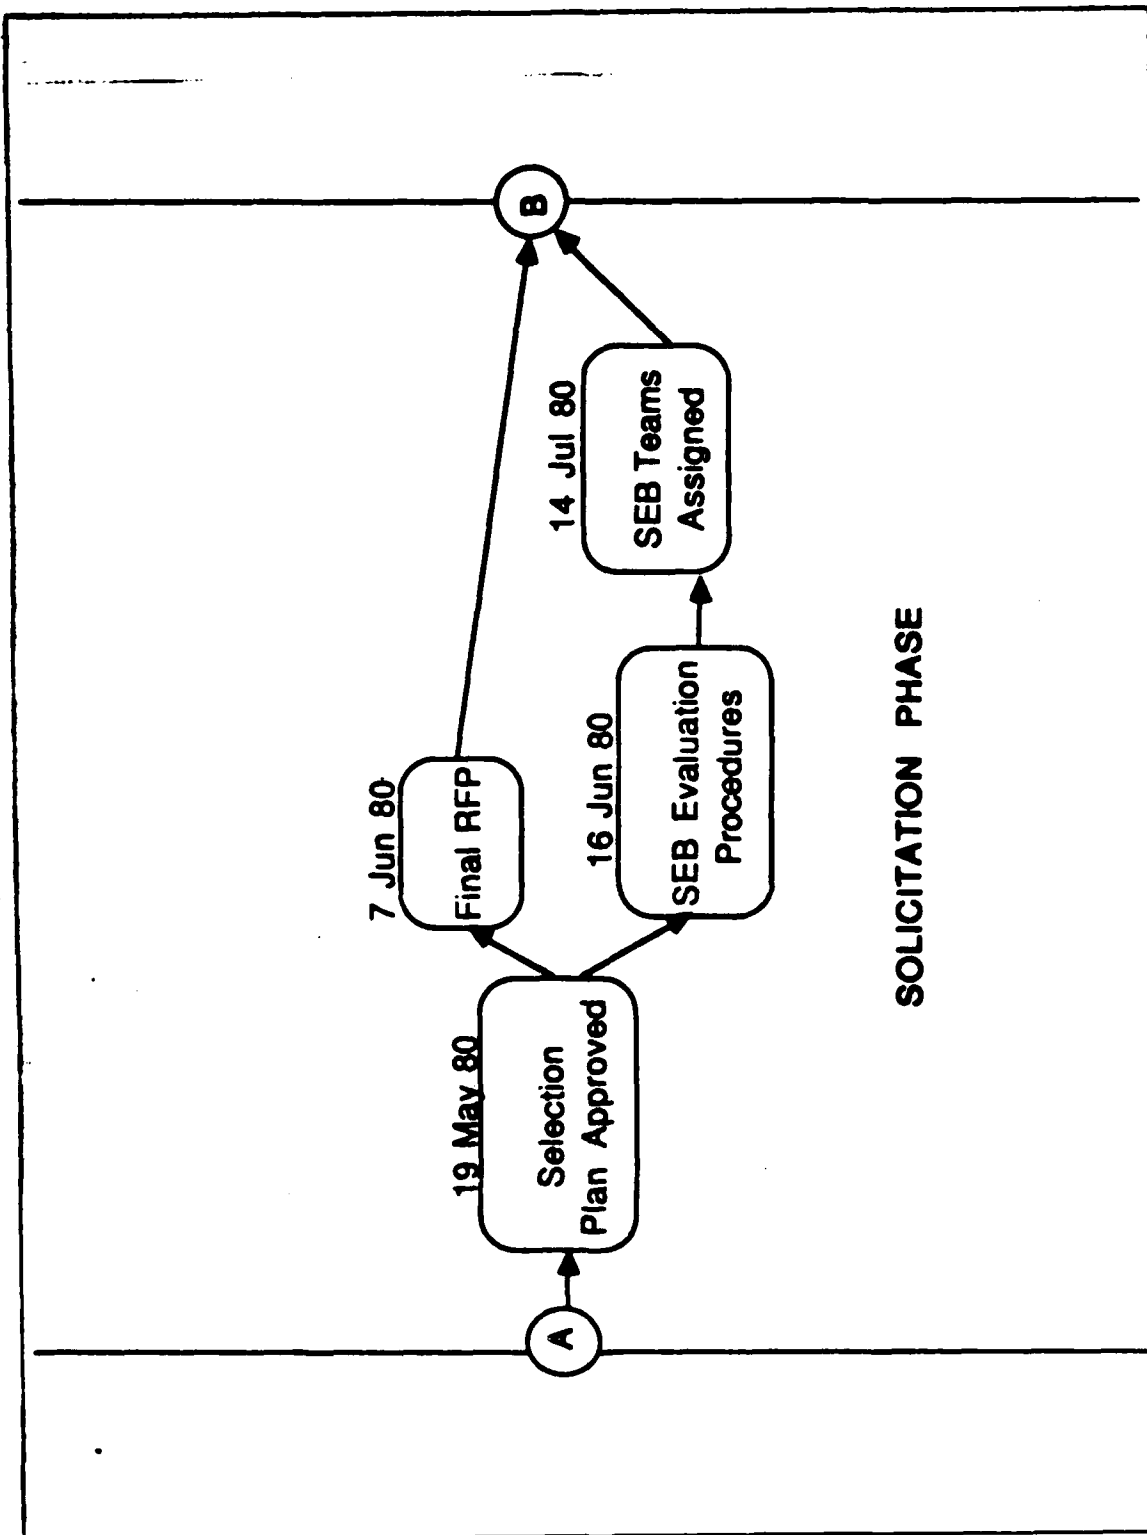 A
19 May 80
Selection
Plan Approved
7 Jun 80
Final RFP
16 Jun 80
SEB Evaluation
Procedures
14 Jul 80
SEB Teams
Assigned
B
SOLICITATION PHASE